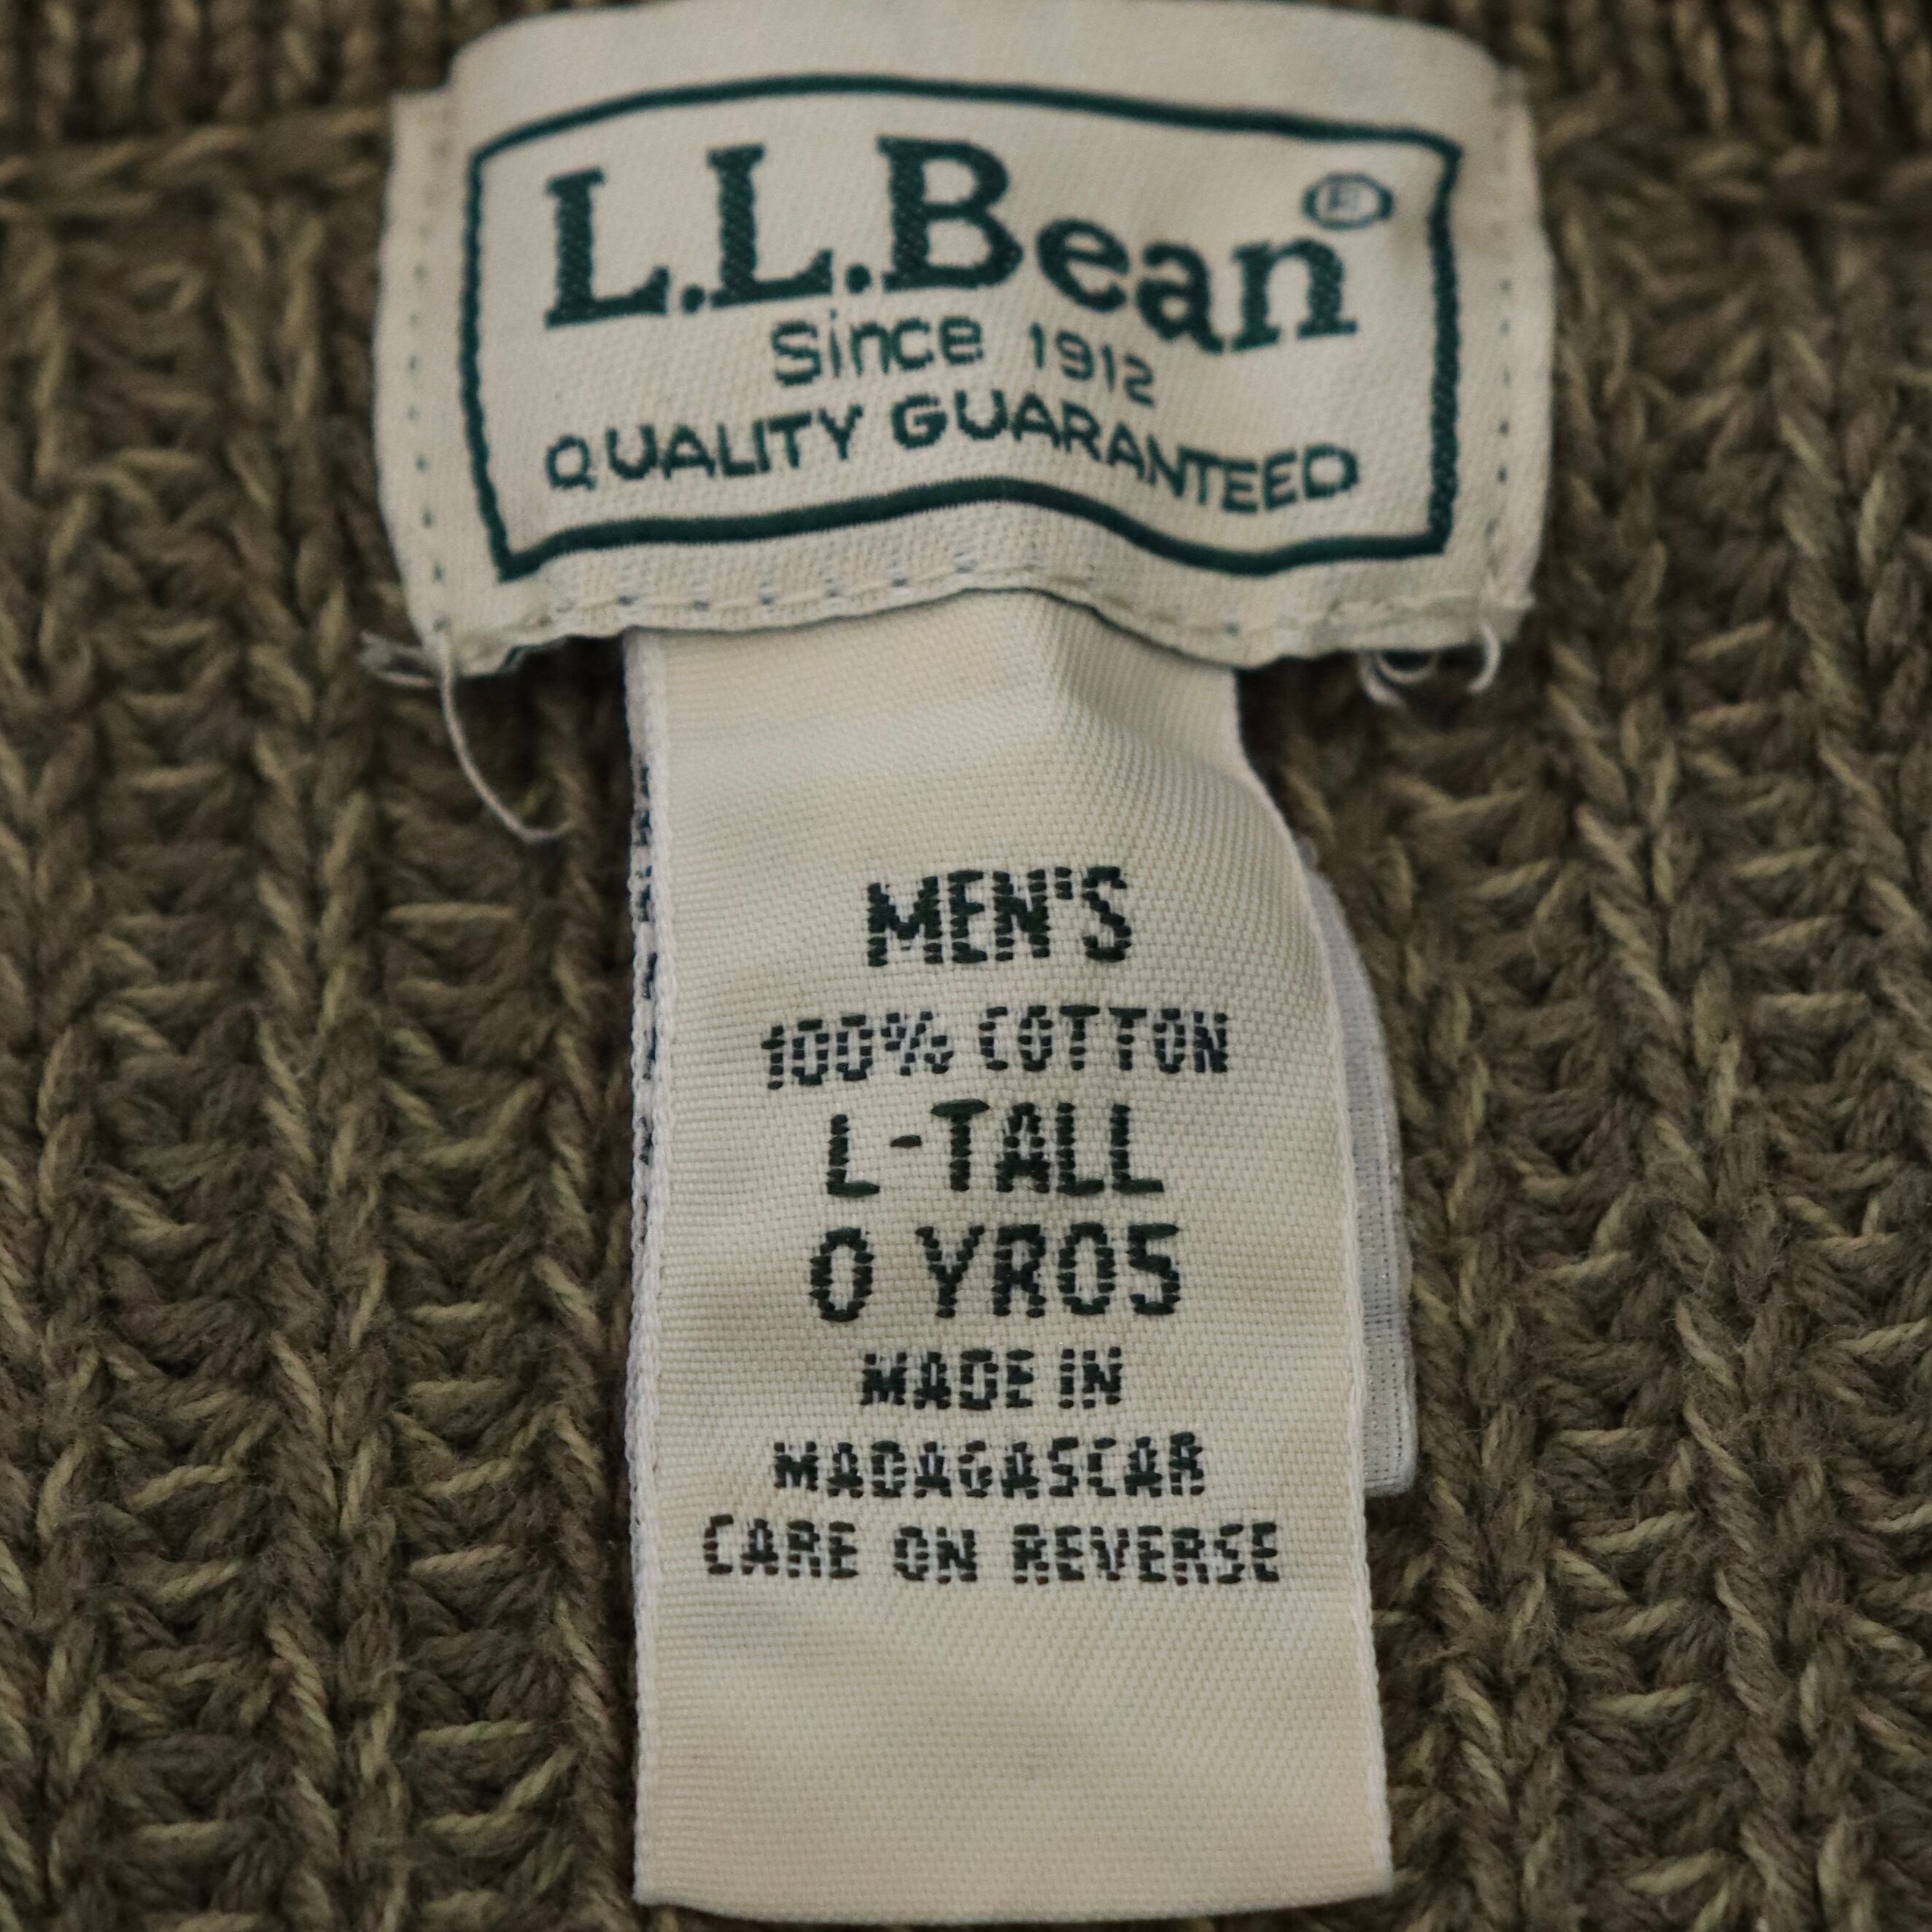 L.L.Bean®
Since 1912
QUALITY GUARANTEED
MEN'S
100% COTTON
L-TALL
0 YR05
MADE IN
MADAGASCAR
CARE ON REVERSE